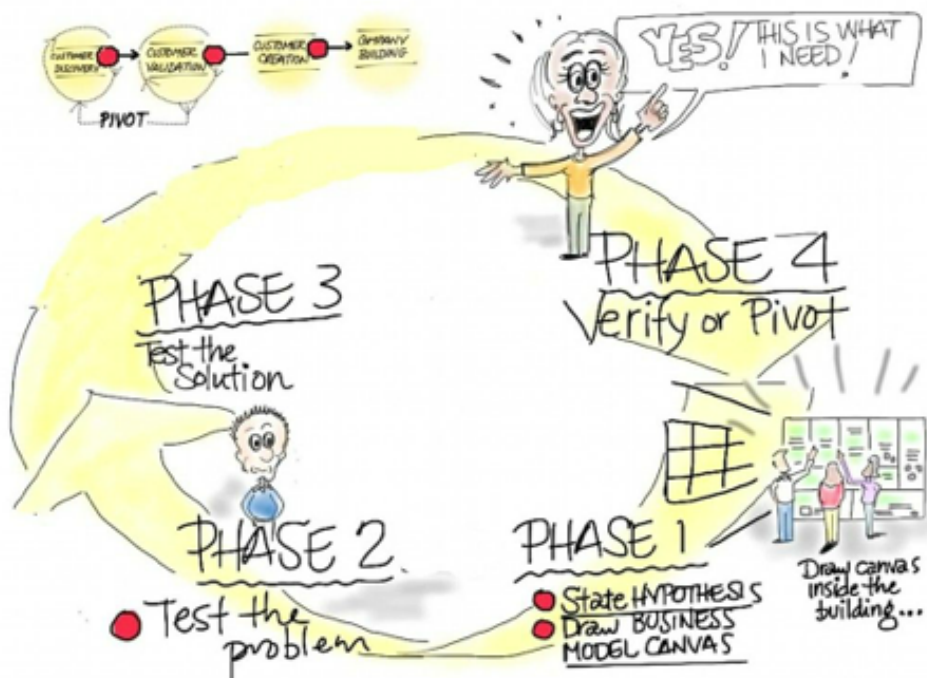 CUSTOMER
DISCOVERY
CUSTOMER
VALIDATION
CUSTOMER
CREATION
COMPANY
BUILDING
PIVOT
YES! THIS IS WHAT
I NEED!
PHASE 4
Verify or Pivot
PHASE 3
Test the
Solution
PHASE 2
Test the
problem
PHASE 1
State HYPOTHESIS
Draw BUSINESS
MODEL CANVAS
Draw canvas
inside the
building...